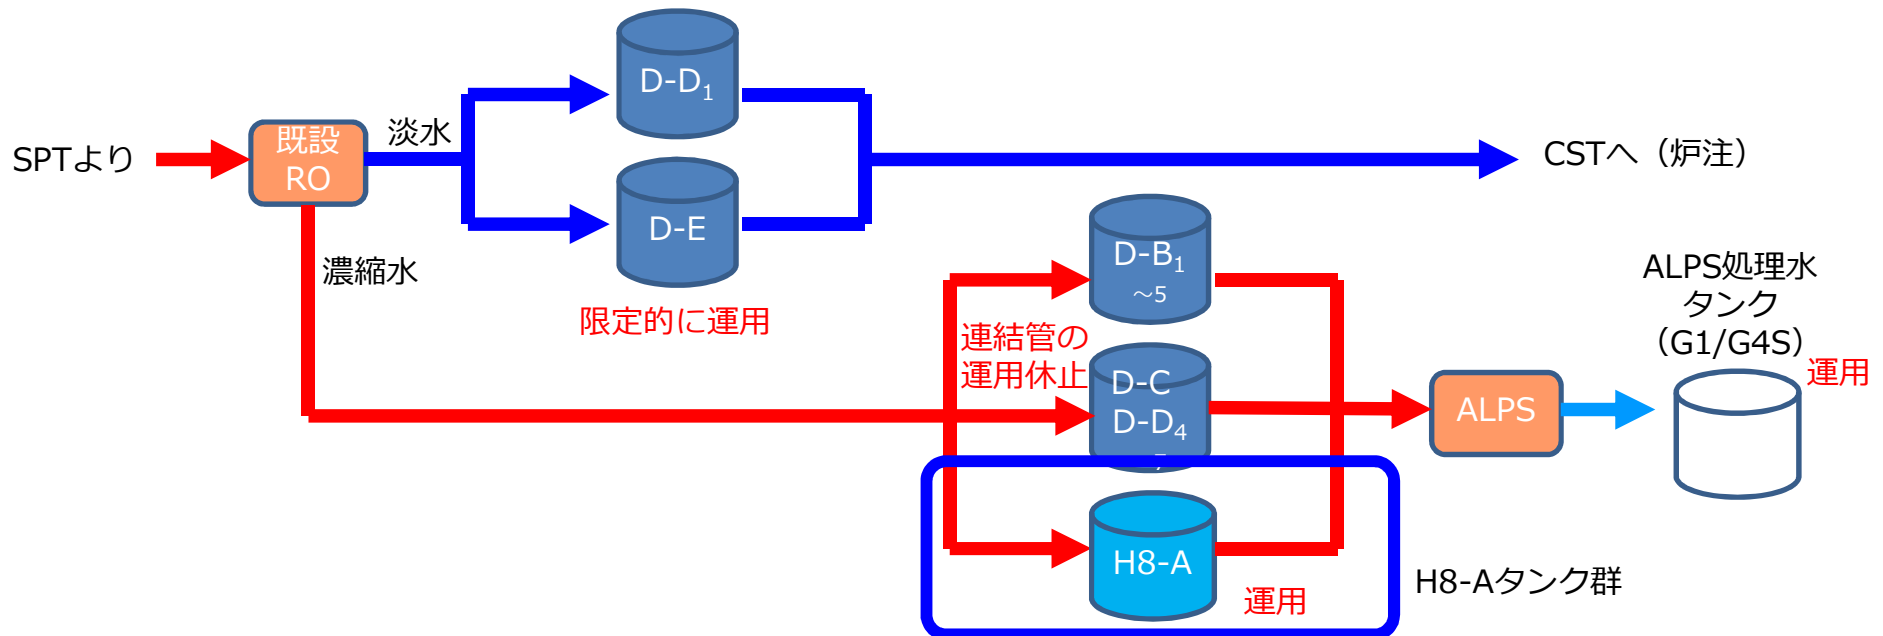 SPTより
既設
RO
淡水
濃縮水
D-D1
D-E
限定的に運用
CSTへ（炉注）
連結管の
運用休止
D-B1
～5
D-C
D-D4
H8-A
運用
ALPS
ALPS処理水
タンク
（G1/G4S）
運用
H8-Aタンク群